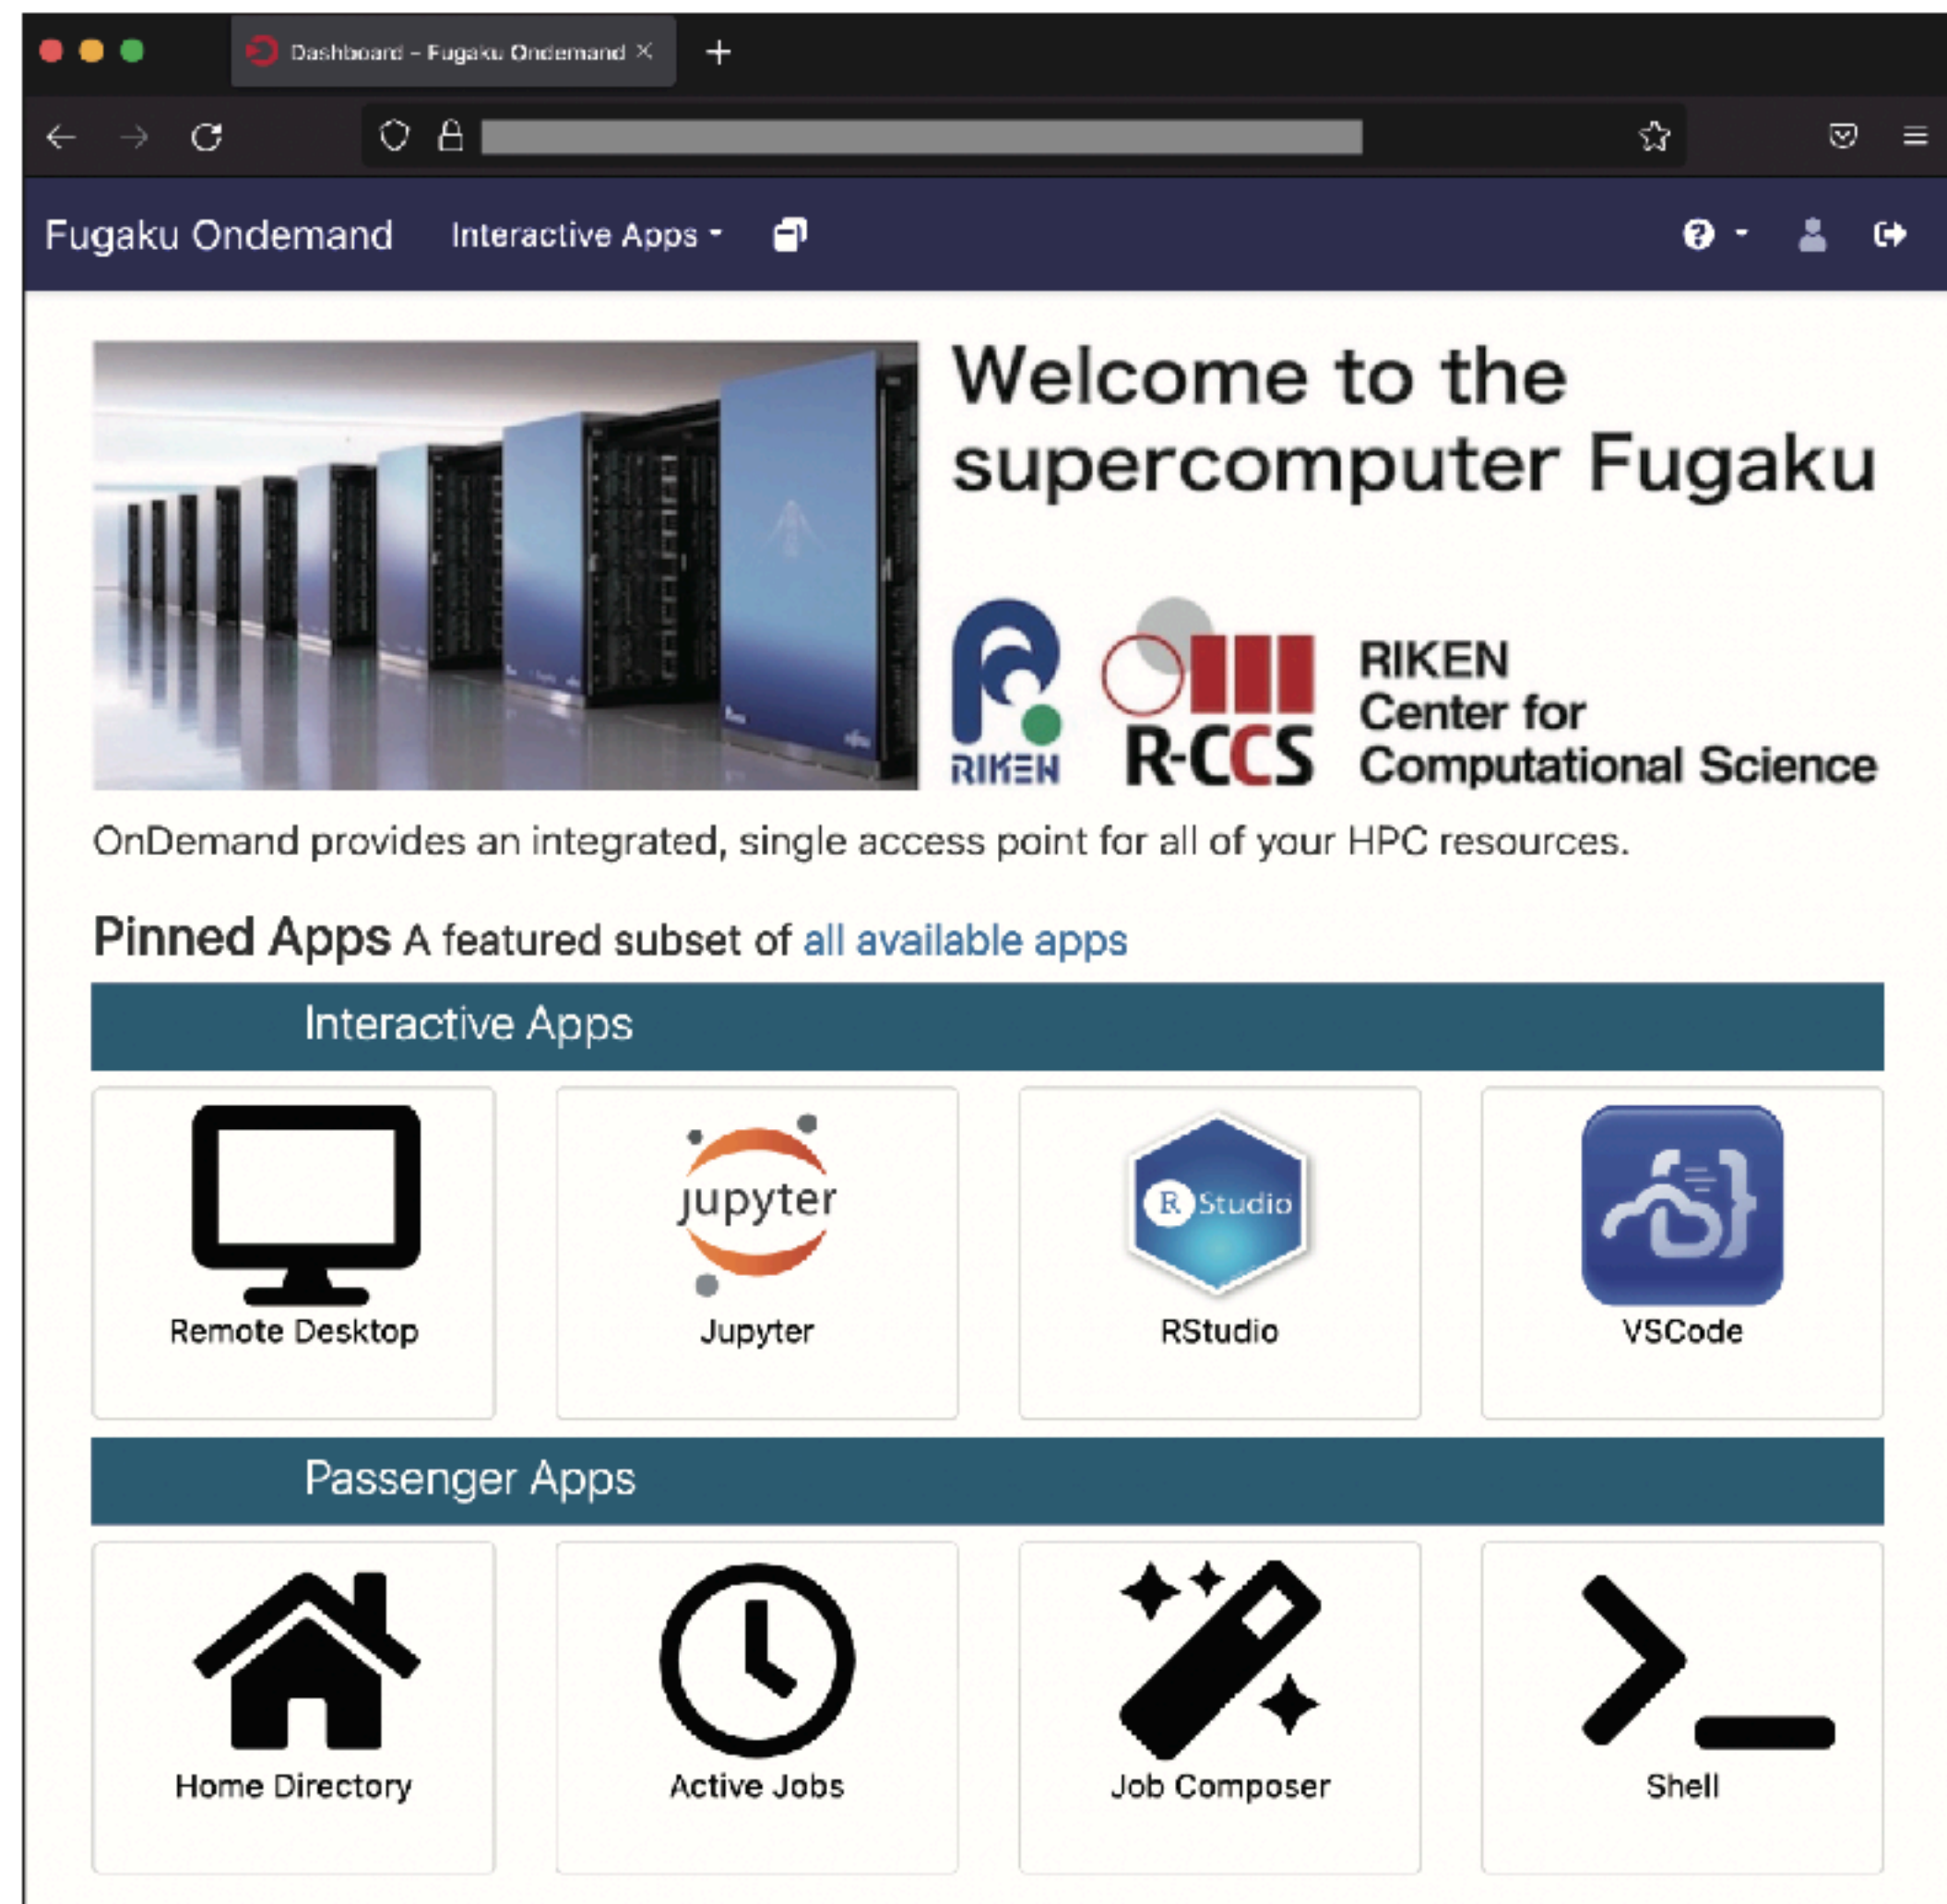 Dashboard – Fugaku Ondemand
Fugaku Ondemand Interactive Apps
Welcome to the
supercomputer Fugaku
RIKEN
R-CCS
RIKEN
Center for
Computational Science
OnDemand provides an integrated, single access point for all of your HPC resources.
Pinned Apps A featured subset of all available apps
Interactive Apps
jupyter
R Studio
Remote Desktop
Jupyter
RStudio
VSCode
Passenger Apps
Home Directory
Active Jobs
Job Composer
Shell